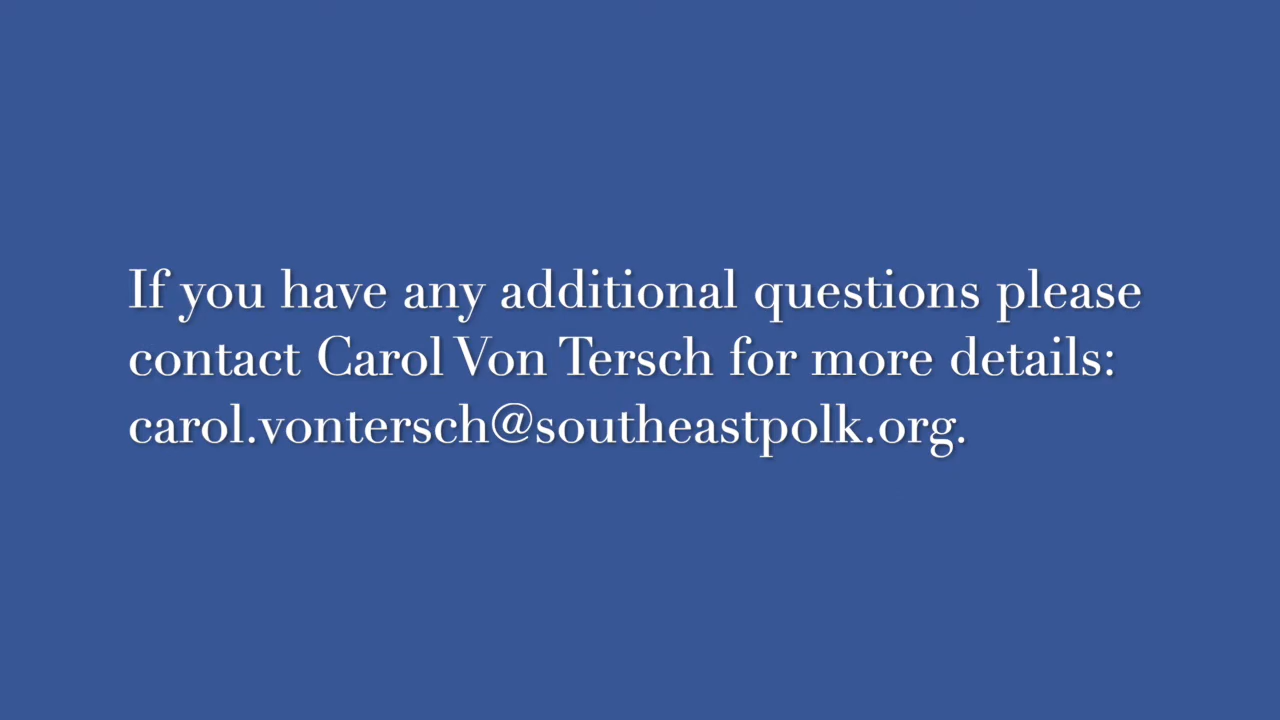 If you have any additional questions please
contact Carol Von Tersch for more details:
carol.vontersch@southeastpolk.org.